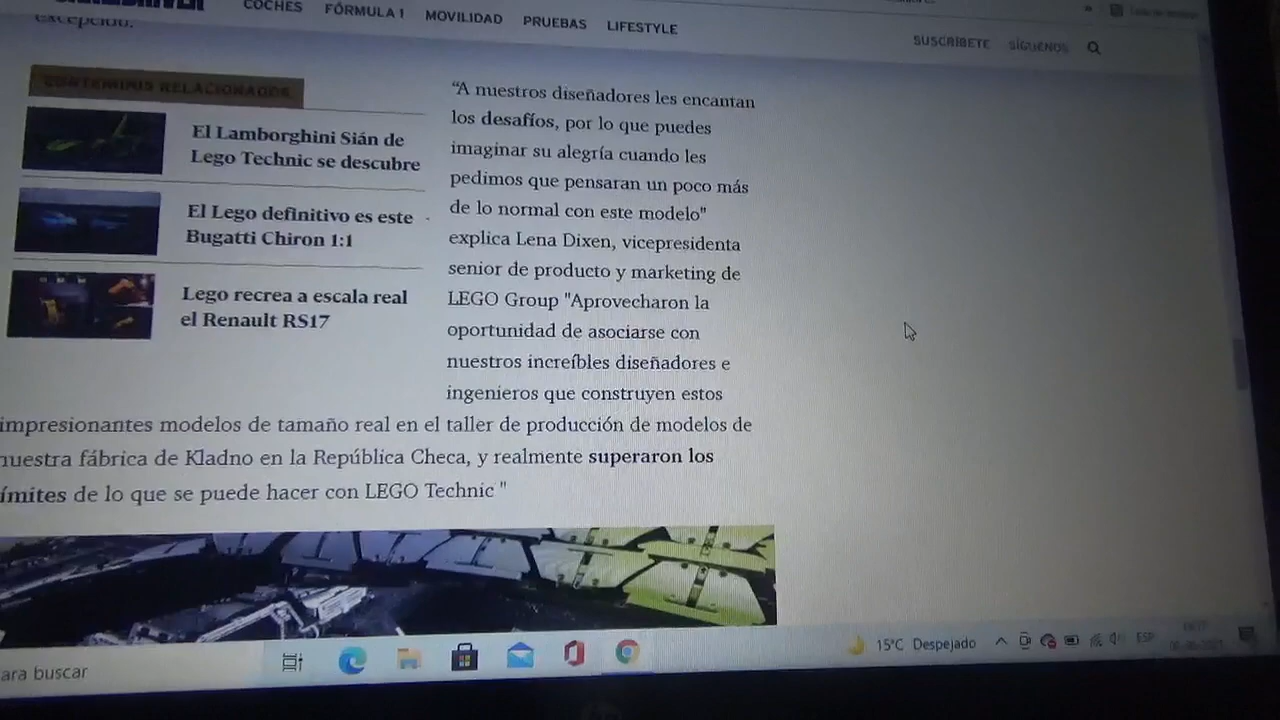 COCHES FÓRMULA 1 MOVILIDAD PRUEBAS LIFESTYLE
SUSCRÍBETE SÍGUENOS
excepcido.
CONTENIDOS RELACIONADOS
El Lamborghini Sián de
Lego Technic se descubre
El Lego definitivo es este
Bugatti Chiron 1:1
Lego recrea a escala real
el Renault RS17
“A nuestros diseñadores les encantan
los desafíos, por lo que puedes
imaginar su alegría cuando les
pedimos que pensaran un poco más
de lo normal con este modelo"
explica Lena Dixen, vicepresidenta
senior de producto y marketing de
LEGO Group "Aprovecharon la
oportunidad de asociarse con
nuestros increíbles diseñadores e
ingenieros que construyen estos
impresionantes modelos de tamaño real en el taller de producción de modelos de
nuestra fábrica de Kladno en la República Checa, y realmente superaron los
ímites de lo que se puede hacer con LEGO Technic "
ara buscar
15°C Despejado
ESP